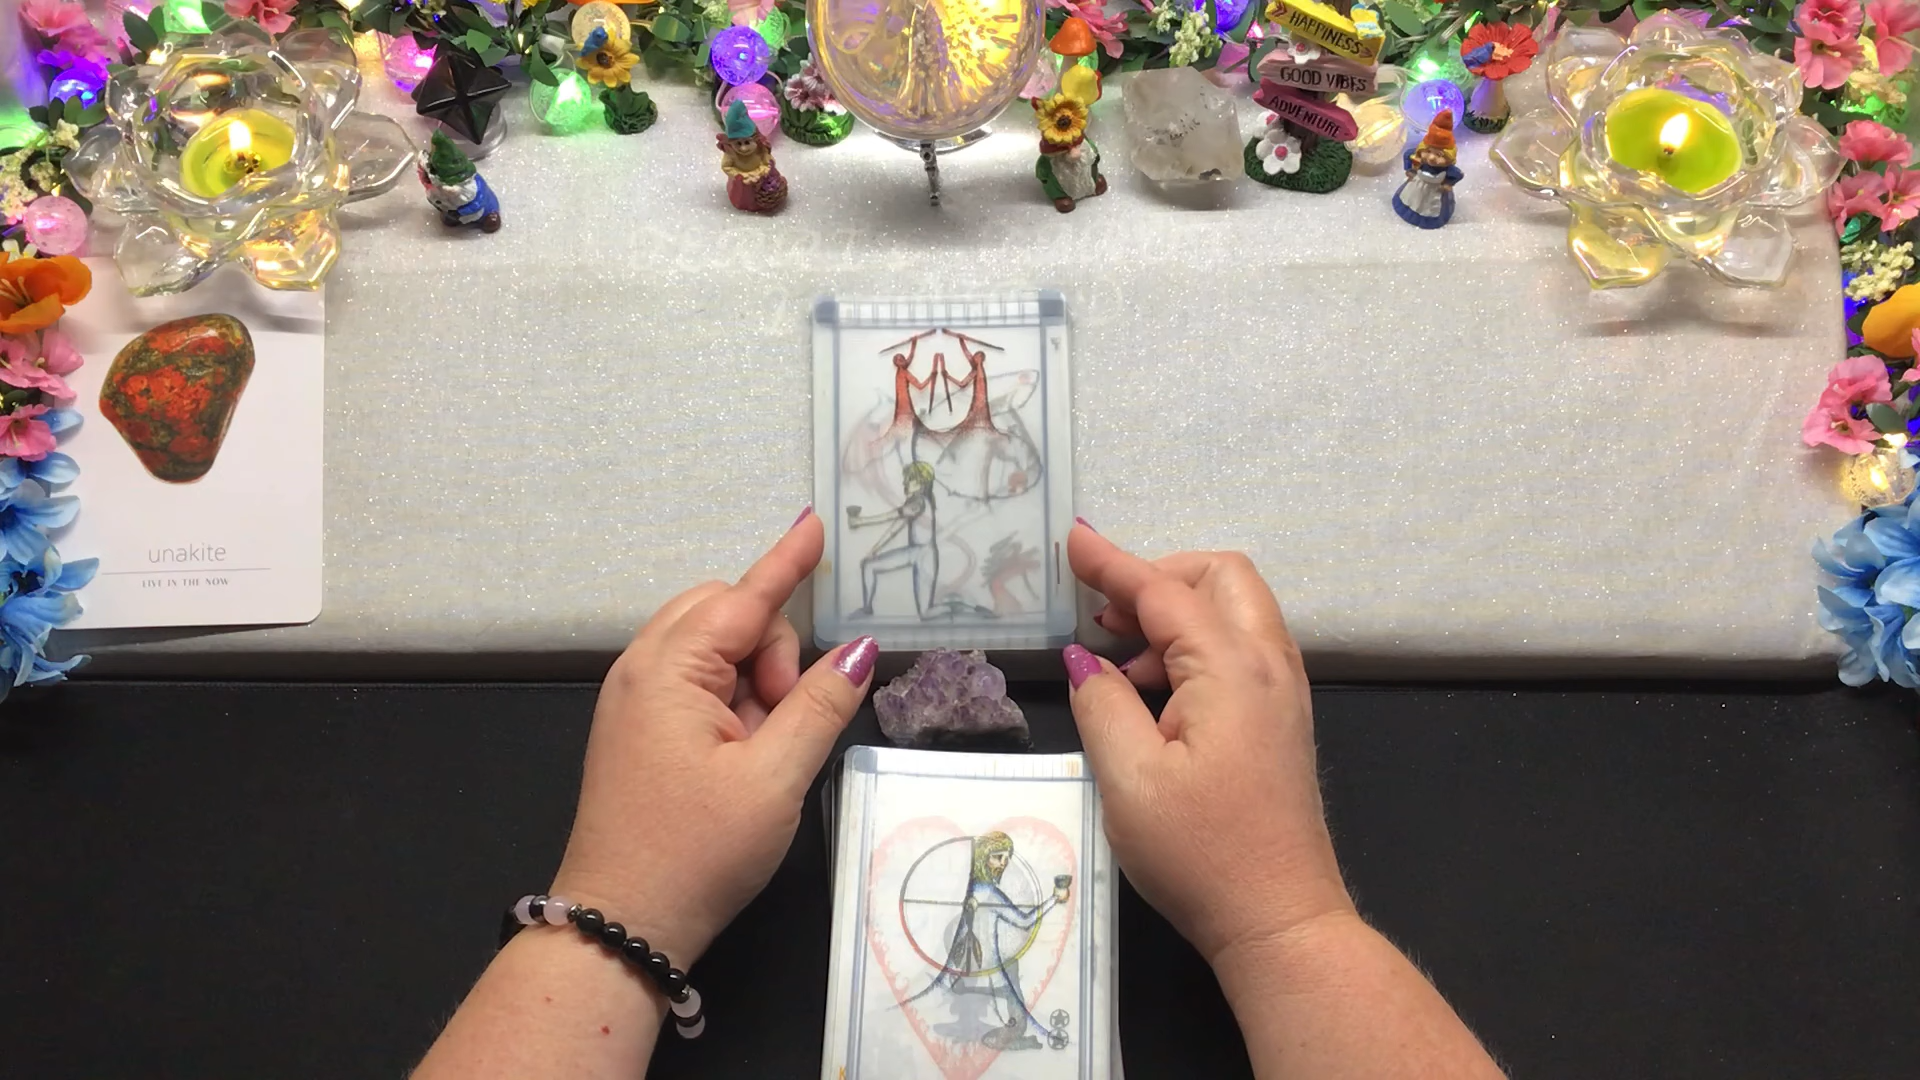 HAPPINESS
GOOD VIBES
ADVENTURE
unakite
LIVE IN THE NOW
K